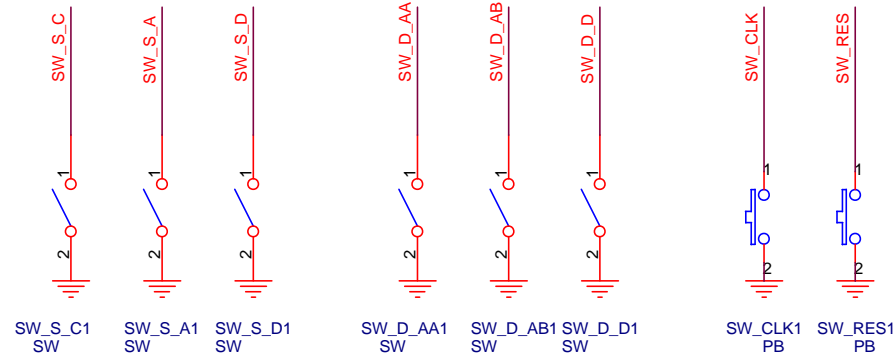 SW_S_C
SW_S_A
SW_S_D
SW_D_AA
SW_D_AB
SW_D_D
SW_CLK
SW_RES
1 1 1 1 1 1 1 1
2 2 2 2 2 2 2 2
SW_S_C1 SW_S_A1 SW_S_D1 SW_D_AA1 SW_D_AB1 SW_D_D1 SW_CLK1 SW_RES1
SW SW SW SW SW SW PB PB